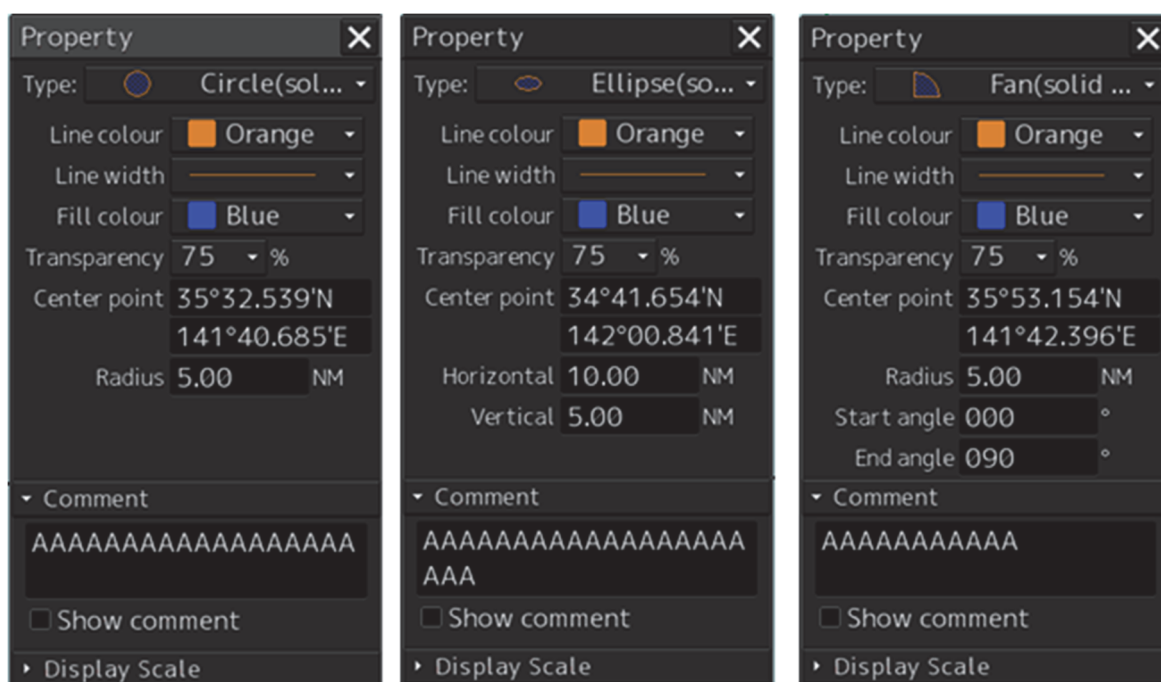 Property
Type: Circle(sol...
Line colour Orange
Line width
Fill colour Blue
Transparency 75 %
Center point 35°32.539'N
141°40.685'E
Radius 5.00 NM
Comment
AAAAAAAAAAAAAAAAAA
Show comment
Display Scale
Property
Type: Ellipse(so...
Line colour Orange
Line width
Fill colour Blue
Transparency 75 %
Center point 34°41.654'N
142°00.841'E
Horizontal 10.00 NM
Vertical 5.00 NM
Comment
AAAAAAAAAAAAAAAAAA
AAA
Show comment
Display Scale
Property
Type: Fan(solid ...
Line colour Orange
Line width
Fill colour Blue
Transparency 75 %
Center point 35°53.154'N
141°42.396'E
Radius 5.00 NM
Start angle 000 °
End angle 090 °
Comment
AAAAAAAAAAA
Show comment
Display Scale